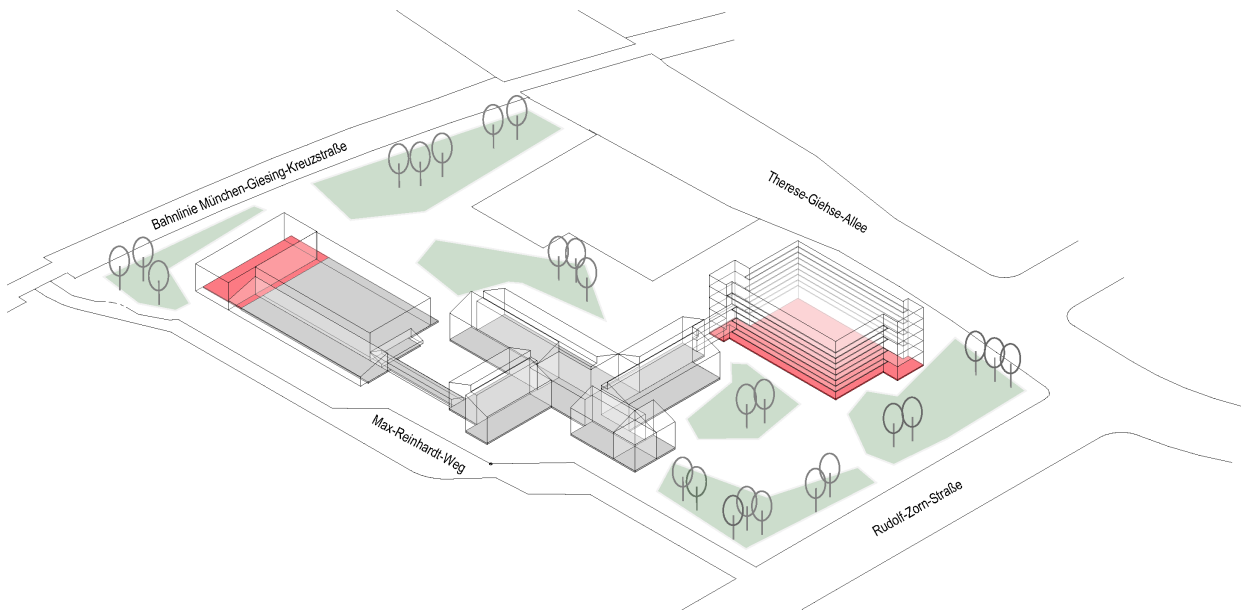 Bahnlinie München-Giesing-Kreuzstraße
Therese-Giehse-Allee
Max-Reinhardt-Weg
Rudolf-Zorn-Straße